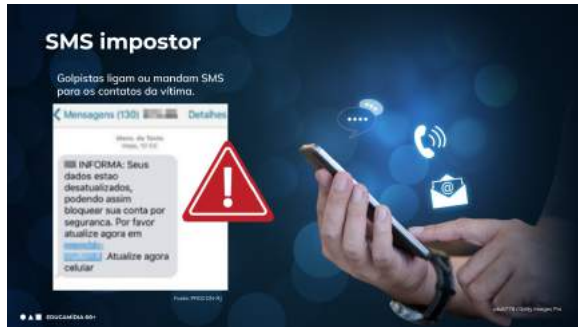 SMS impostor
Golpistas ligam ou mandam SMS
para os contatos da vítima.
Mensagens (130)
Detalhes
INFORMA: Seus
dados estao
desatualizados,
podendo assim
bloquear sua conta por
seguranca. Por favor
atualize agora em
Atualize agora
celular
EDUCAMÍDIA 60+